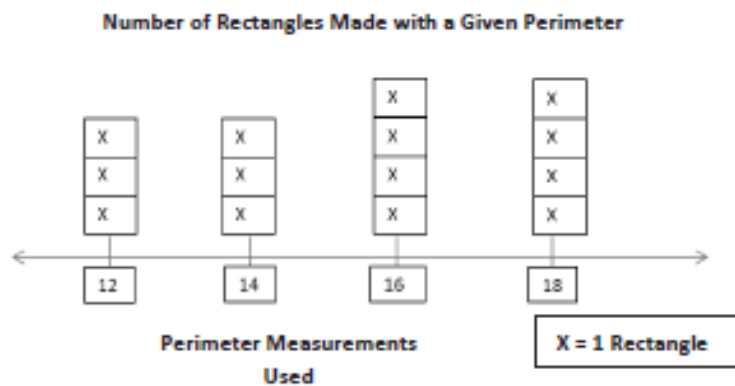 Number of Rectangles Made with a Given Perimeter
X X
X X X X
X X X X
X X X X
12 14 16 18
Perimeter Measurements
Used
X = 1 Rectangle